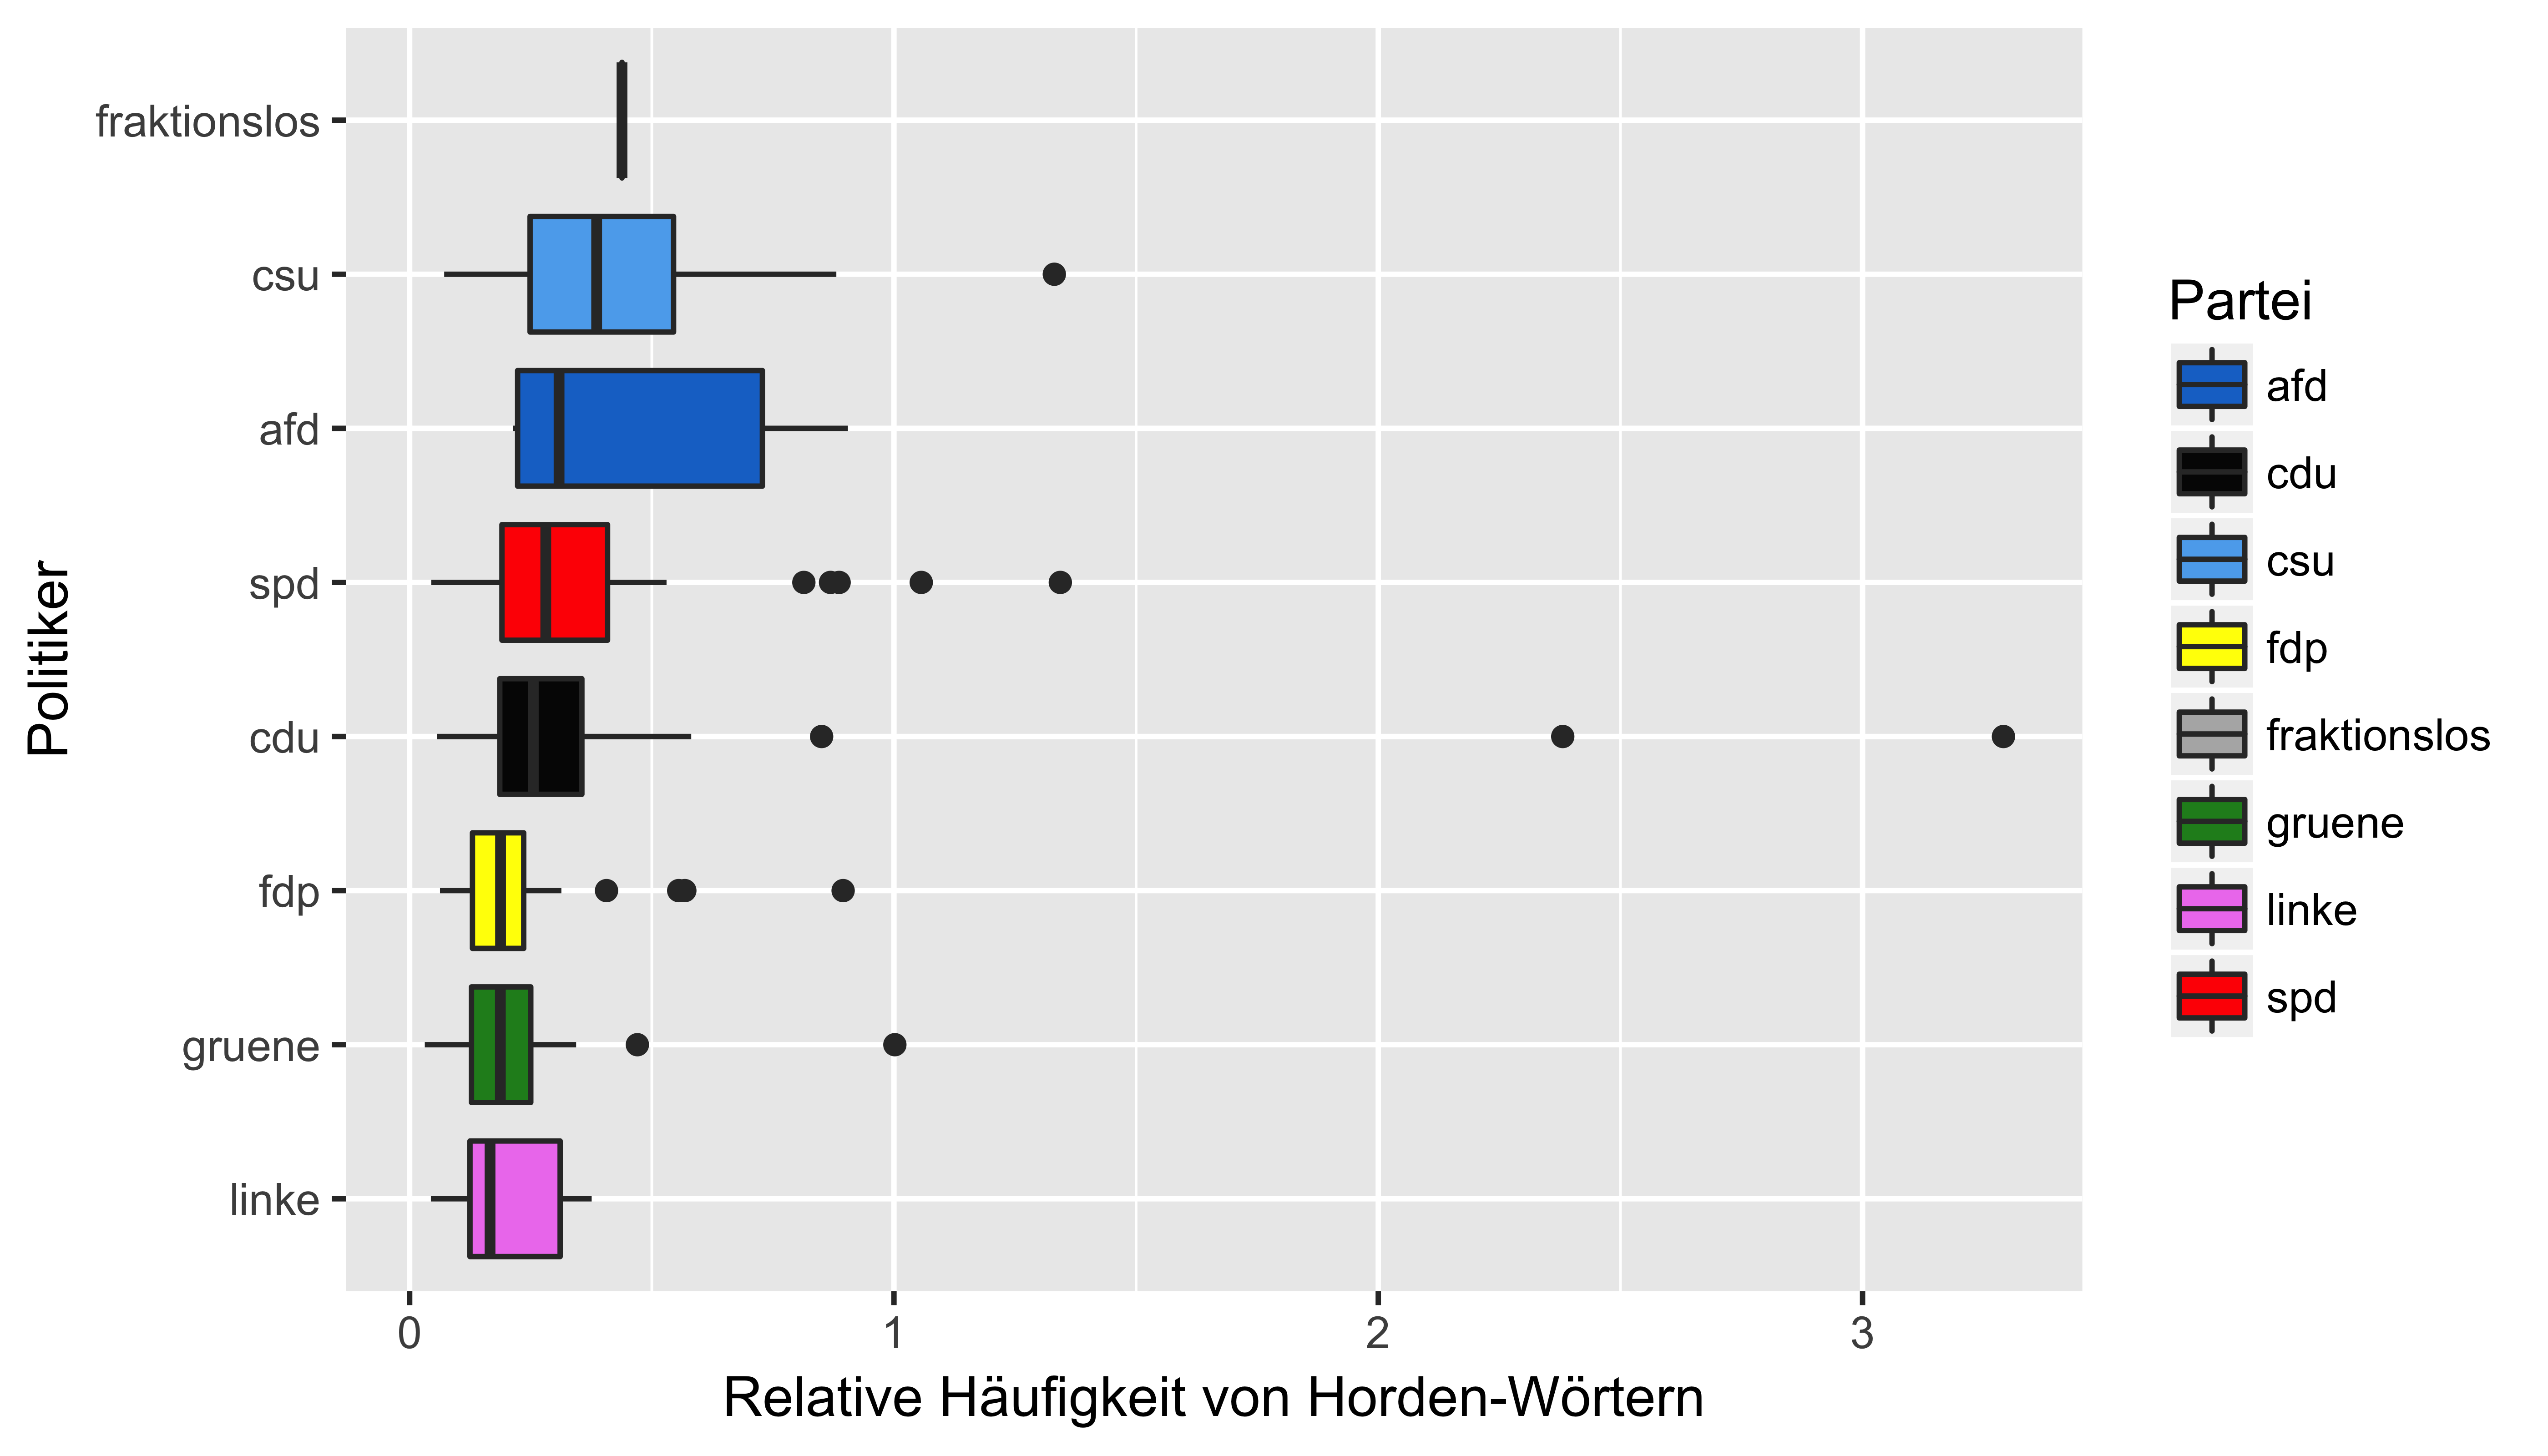 Politiker
fraktionslos
csu
afd
spd
cdu
fdp
gruene
linke
0 1 2 3
Relative Häufigkeit von Horden-Wörtern
Partei
afd
cdu
csu
fdp
fraktionslos
gruene
linke
spd